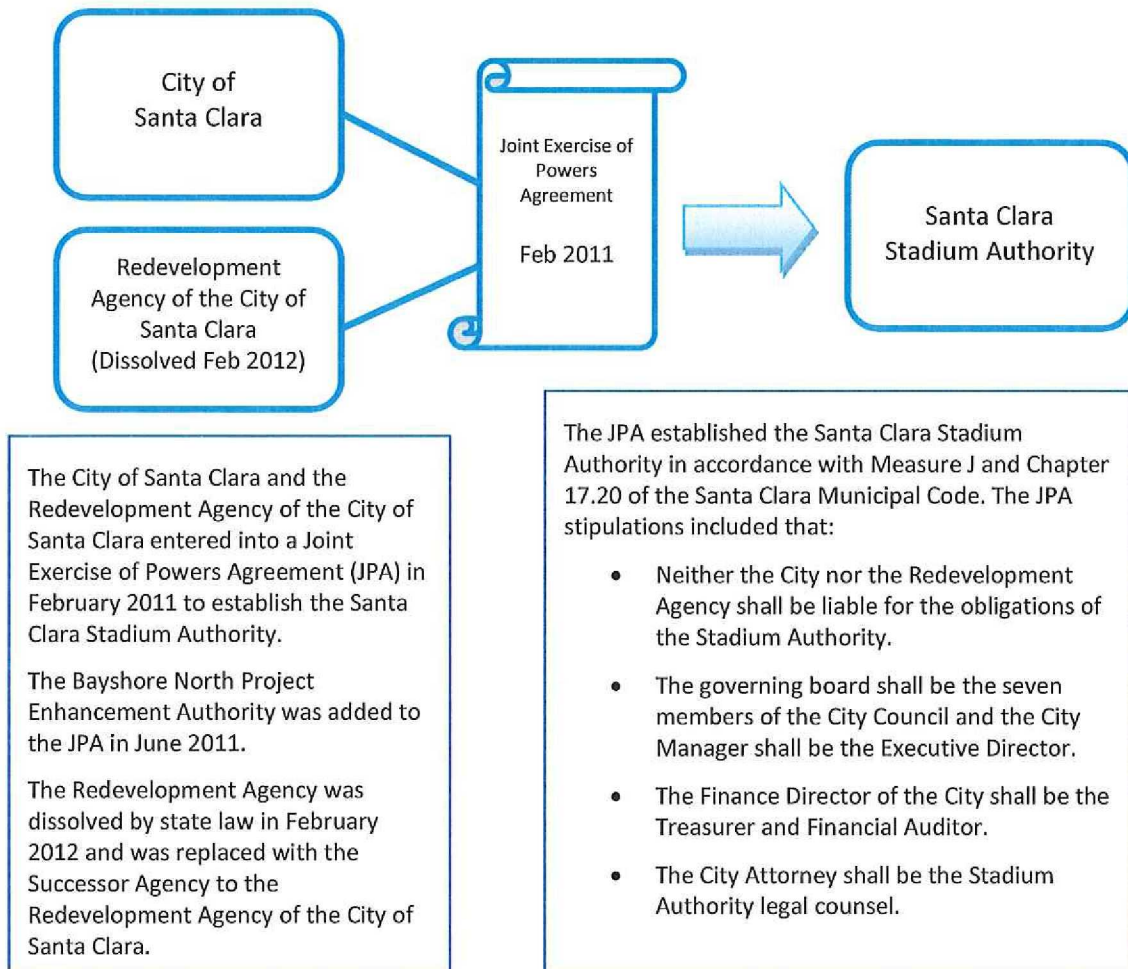 City of
Santa Clara
Redevelopment
Agency of the City of
Santa Clara
(Dissolved Feb 2012)
Joint Exercise of
Powers
Agreement
Feb 2011
Santa Clara
Stadium Authority
The City of Santa Clara and the
Redevelopment Agency of the City of
Santa Clara entered into a Joint
Exercise of Powers Agreement (JPA) in
February 2011 to establish the Santa
Clara Stadium Authority.
The Bayshore North Project
Enhancement Authority was added to
the JPA in June 2011.
The Redevelopment Agency was
dissolved by state law in February
2012 and was replaced with the
Successor Agency to the
Redevelopment Agency of the City of
Santa Clara.
The JPA established the Santa Clara Stadium
Authority in accordance with Measure J and Chapter
17.20 of the Santa Clara Municipal Code. The JPA
stipulations included that:
• Neither the City nor the Redevelopment
Agency shall be liable for the obligations of
the Stadium Authority.
• The governing board shall be the seven
members of the City Council and the City
Manager shall be the Executive Director.
• The Finance Director of the City shall be the
Treasurer and Financial Auditor.
• The City Attorney shall be the Stadium
Authority legal counsel.